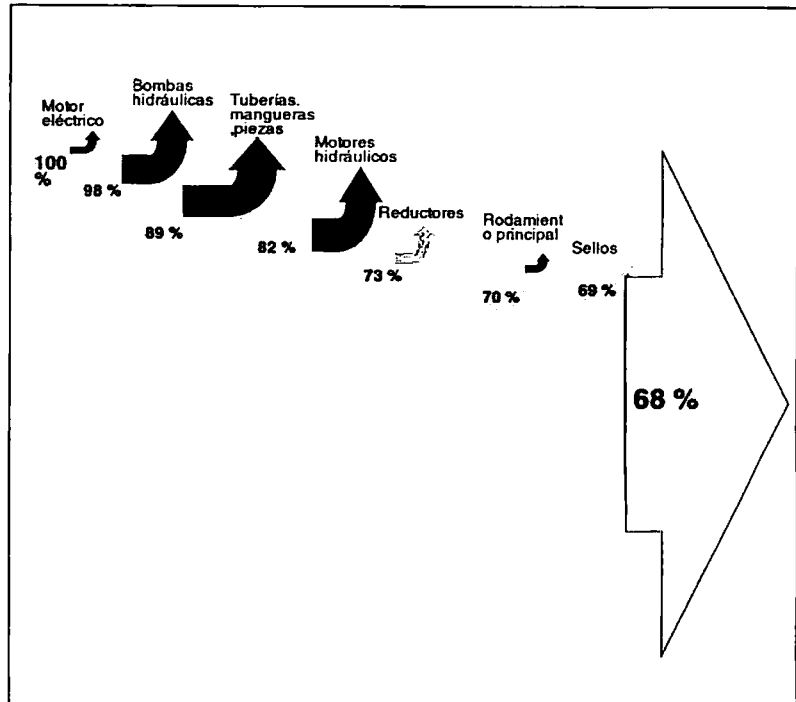 Motor
eléctrico
100
%
Bombas
hidráulicas
98 %
Tuberías.
mangueras
,piezas
89 %
Motores
hidráulicos
82 %
Reductores
73 %
Rodamient
o principal
70 %
Sellos
69 %
68 %